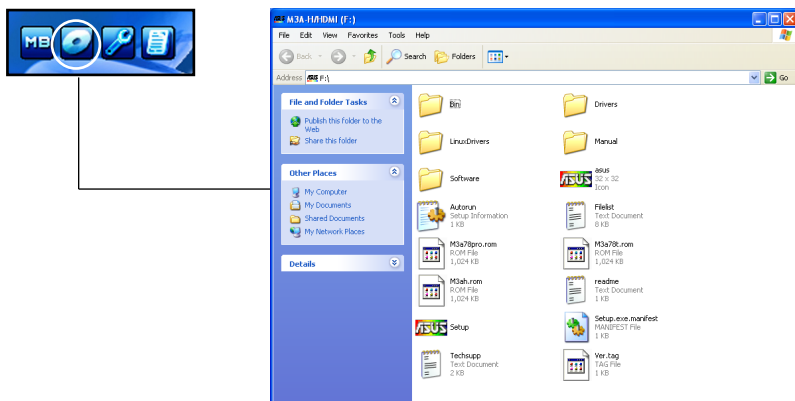 MB
M3A-H/HDMI (F:)
File Edit View Favorites Tools Help
Back Search Folders
Address F:\ Go
File and Folder Tasks
Publish this folder to the
Web
Share this folder
Other Places
My Computer
My Documents
Shared Documents
My Network Places
Details
Bin
Drivers
LinuxDrivers
Manual
Software
asus
32 x 32
Icon
Autorun
Setup Information
1 KB
Filelist
Text Document
8 KB
M3a78pro.rom
ROM File
1,024 KB
M3a78t.rom
ROM File
1,024 KB
M3ah.rom
ROM File
1,024 KB
readme
Text Document
1 KB
Setup
Setup.exe.manifest
MANIFEST File
1 KB
Techsupp
Text Document
2 KB
Ver.tag
TAG File
1 KB
ASUS
ASUS